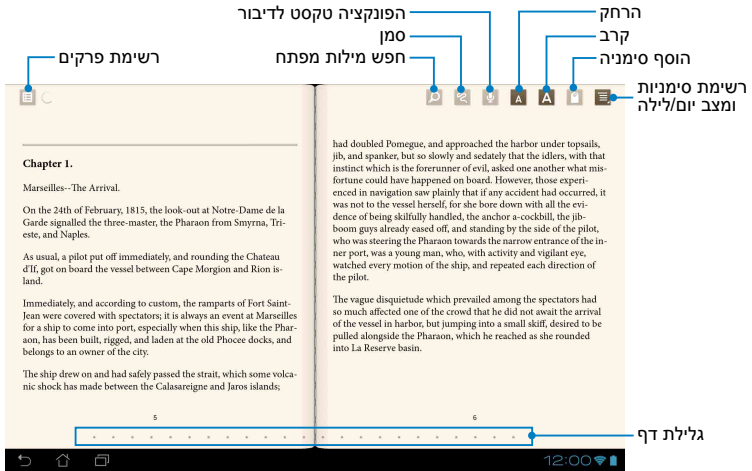 הפונקציה טקסט לדיבור
הרחק
סמן
קרב
רשימת פרקים
חפש מילות מפתח
הוסף סימניה
רשימת סימניות
ומצב יום/לילה
A
A
Chapter 1.
Marseilles--The Arrival.
On the 24th of February, 1815, the look-out at Notre-Dame de la
Garde signalled the three-master, the Pharaon from Smyrna, Tri-
este, and Naples.
As usual, a pilot put off immediately, and rounding the Chateau
d'If, got on board the vessel between Cape Morgion and Rion is-
land.
Immediately, and according to custom, the ramparts of Fort Saint-
Jean were covered with spectators; it is always an event at Marseilles
for a ship to come into port, especially when this ship, like the Phar-
aon, has been built, rigged, and laden at the old Phocee docks, and
belongs to an owner of the city.
The ship drew on and had safely passed the strait, which some volca-
nic shock has made between the Calasareigne and Jaros islands;
5
had doubled Pomegue, and approached the harbor under topsails,
jib, and spanker, but so slowly and sedately that the idlers, with that
instinct which is the forerunner of evil, asked one another what mis-
fortune could have happened on board. However, those experi-
enced in navigation saw plainly that if any accident had occurred, it
was not to the vessel herself, for she bore down with all the evi-
dence of being skilfully handled, the anchor a-cockbill, the jib-
boom guys already eased off, and standing by the side of the pilot,
who was steering the Pharaon towards the narrow entrance of the in-
ner port, was a young man, who, with activity and vigilant eye,
watched every motion of the ship, and repeated each direction of
the pilot.
The vague disquietude which prevailed among the spectators had
so much affected one of the crowd that he did not await the arrival
of the vessel in harbor, but jumping into a small skiff, desired to be
pulled alongside the Pharaon, which he reached as she rounded
into La Reserve basin.
6
גלילת דף
12:00